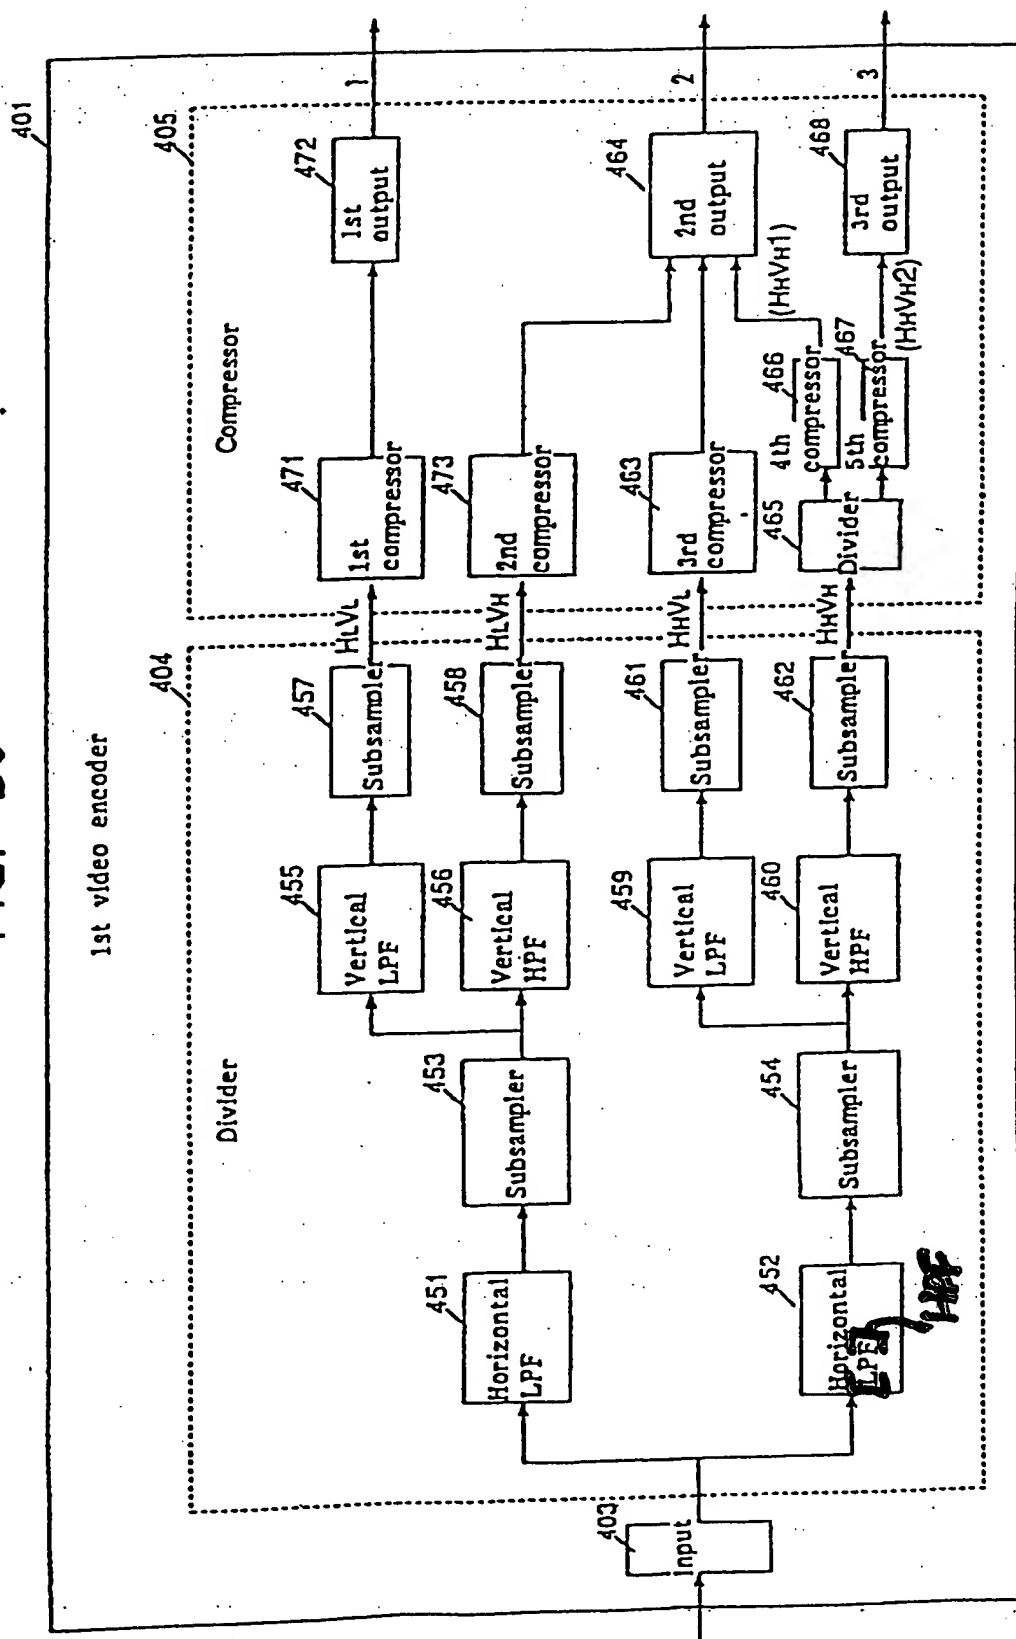 401
1st video encoder
404
Divider
405
Compressor
403
Input
451
Horizontal
LPF
453
Subsampler
455
Vertical
LPF
457
Subsampler
HLVL
471
1st
compressor
472
1st
output
1
456
Vertical
HPF
458
Subsampler
HLVH
473
2nd
compressor
452
Horizontal
[LPF]
HPF
454
Subsampler
459
Vertical
LPF
461
Subsampler
HHVL
463
3rd
compressor
464
2nd
output
2
460
Vertical
HPF
462
Subsampler
HHVH
465
Divider
466
4th
compressor
(HHVH1)
467
5th
compressor
(HHVH2)
468
3rd
output
3